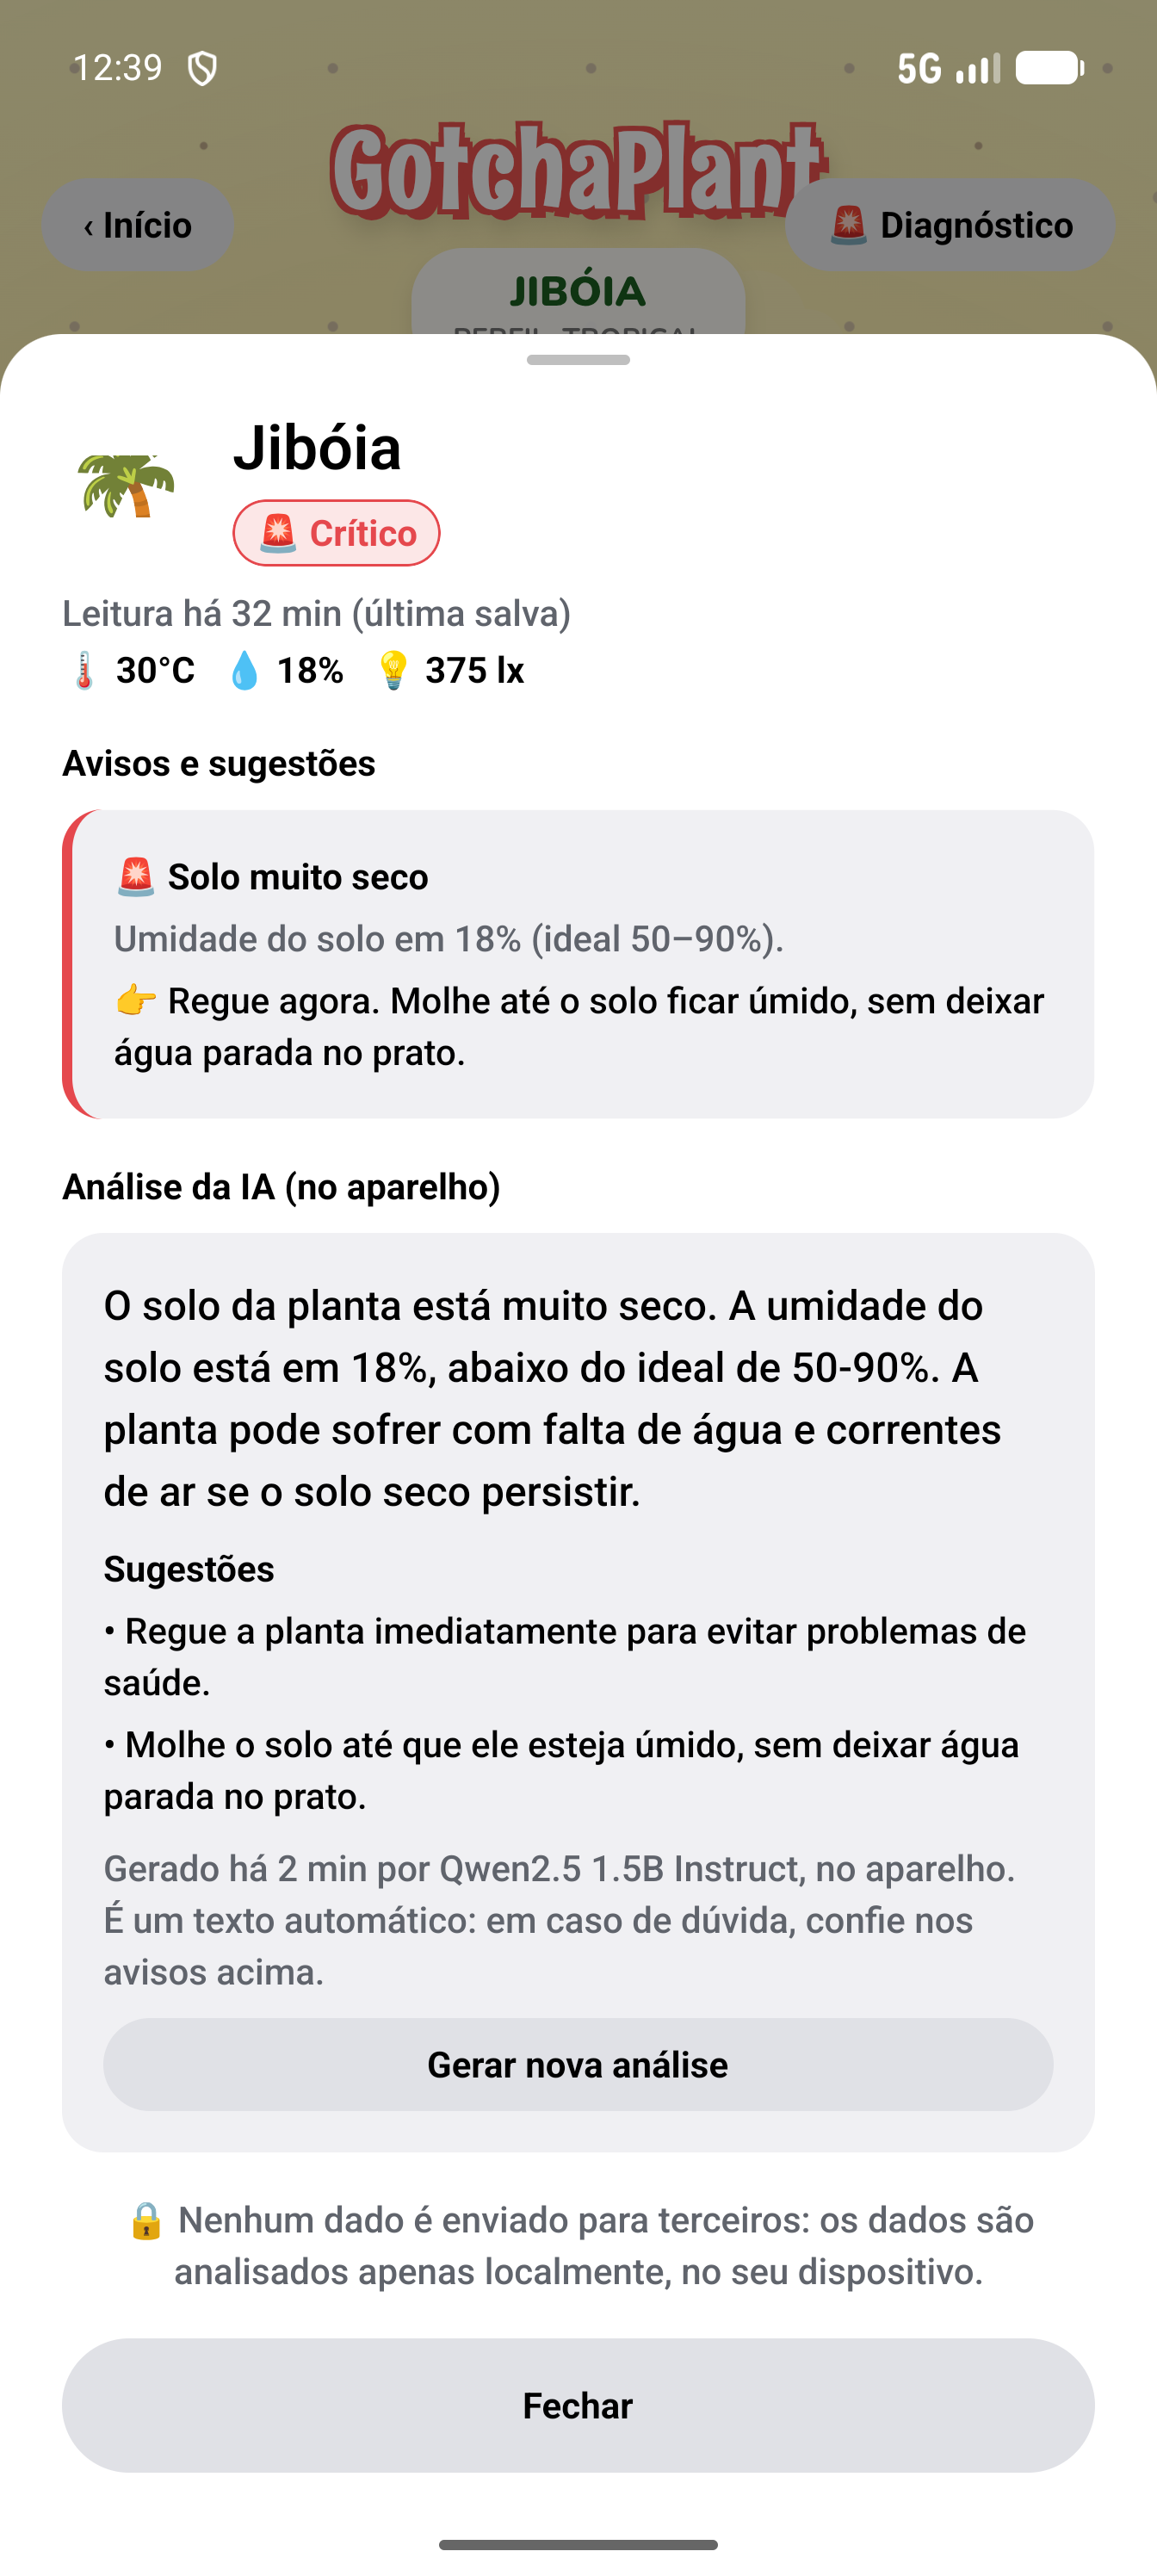 12:39
5G
GotchaPlant
‹ Início
🚨 Diagnóstico
JIBÓIA
PERFIL TROPICAL
Jibóia
🚨 Crítico
Leitura há 32 min (última salva)
🌡️ 30°C 💧 18% 💡 375 lx
Avisos e sugestões
🚨 Solo muito seco
Umidade do solo em 18% (ideal 50–90%).
👉 Regue agora. Molhe até o solo ficar úmido, sem deixar
água parada no prato.
Análise da IA (no aparelho)
O solo da planta está muito seco. A umidade do
solo está em 18%, abaixo do ideal de 50-90%. A
planta pode sofrer com falta de água e correntes
de ar se o solo seco persistir.
Sugestões
• Regue a planta imediatamente para evitar problemas de
saúde.
• Molhe o solo até que ele esteja úmido, sem deixar água
parada no prato.
Gerado há 2 min por Qwen2.5 1.5B Instruct, no aparelho.
É um texto automático: em caso de dúvida, confie nos
avisos acima.
Gerar nova análise
🔒 Nenhum dado é enviado para terceiros: os dados são
analisados apenas localmente, no seu dispositivo.
Fechar